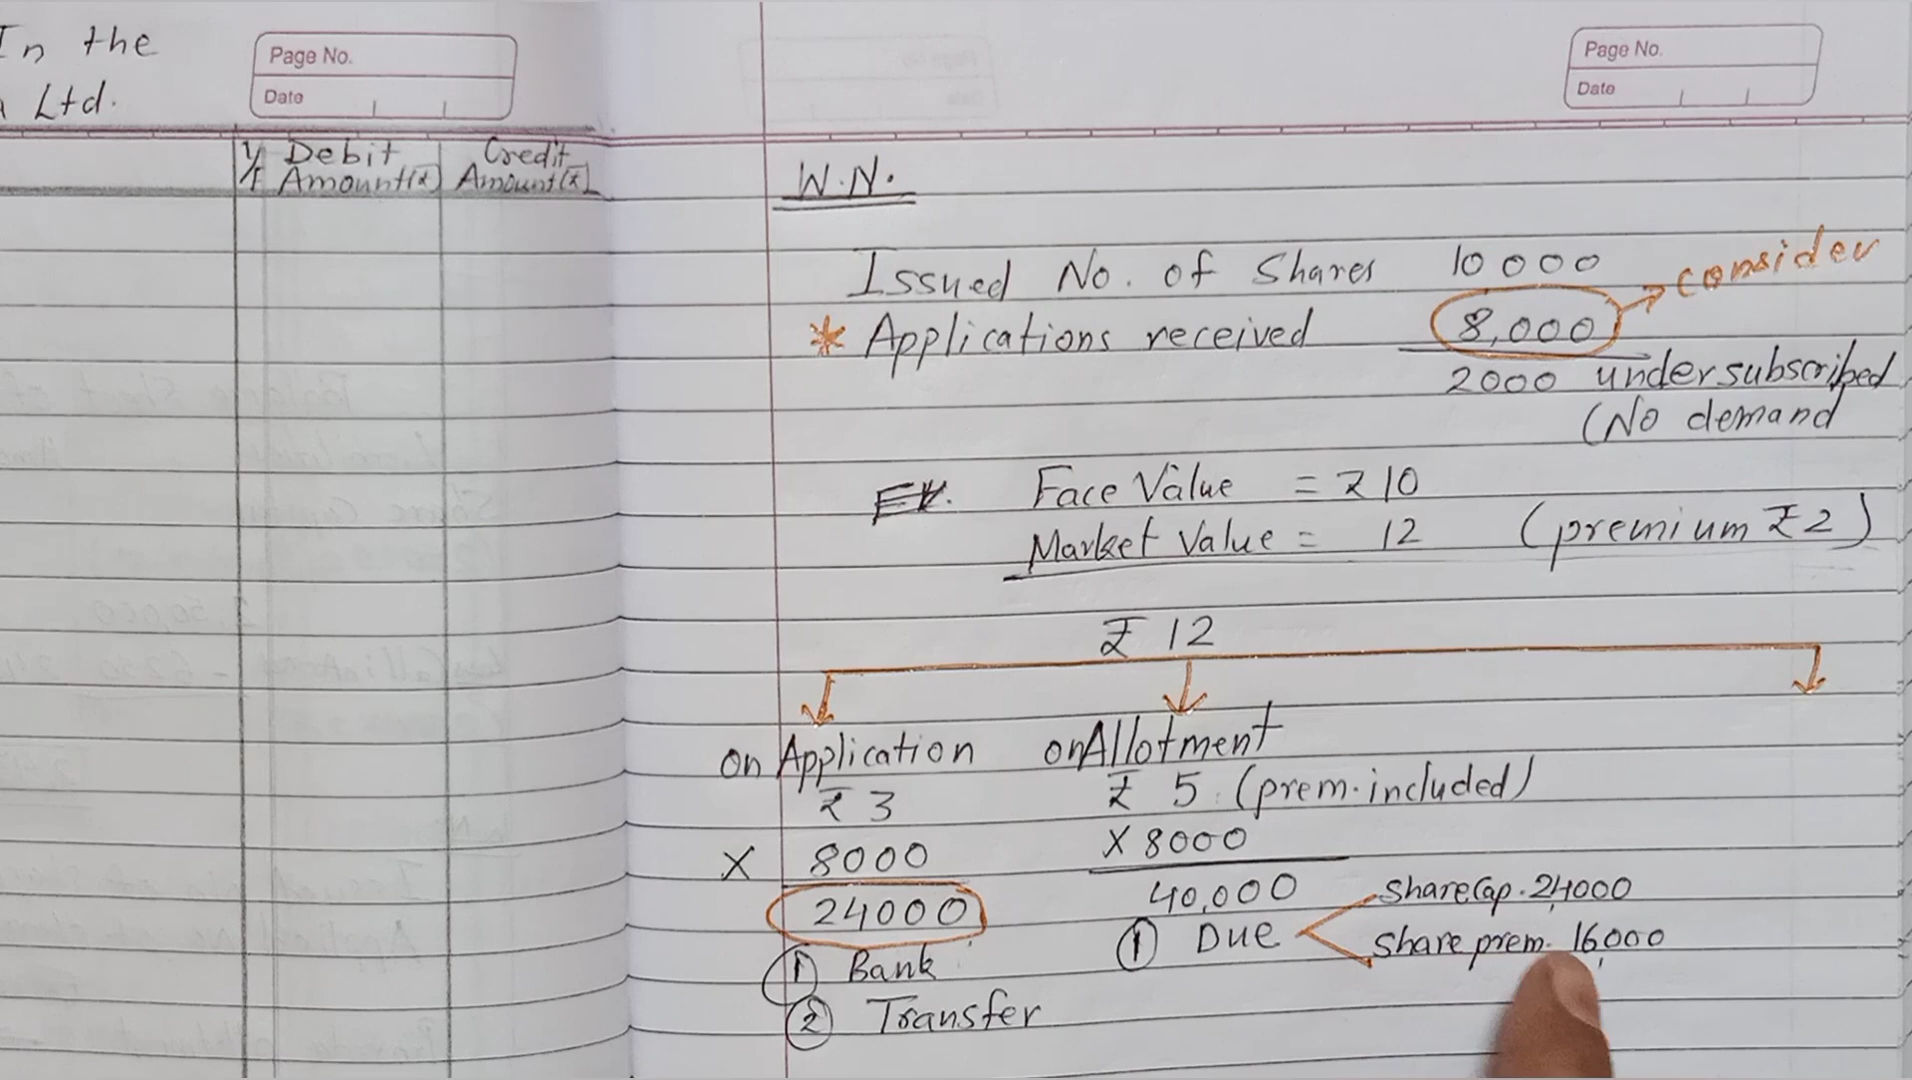 In the
Ltd.
Page No.
Date
Debit
Amount(₹)
Credit
Amount(₹)
Page No.
Date
W.N.
Issued No. of Shares 10000
* Applications received 8,000 → consider
2000 undersubscribed
(No demand
F.V. Face Value = ₹10
Market Value = 12 (premium ₹2)
₹ 12
on Application
₹ 3
X 8000
24000
① Bank
② Transfer
on Allotment
₹ 5 (prem. included)
X 8000
40,000
① Due
Share Cap. 24,000
Share prem. 16,000